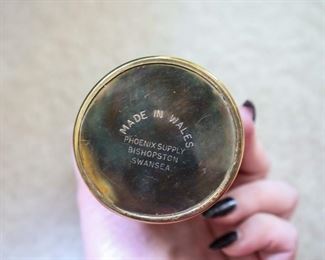 MADE IN WALES
PHOENIX SUPPLY
BISHOPSTON
SWANSEA